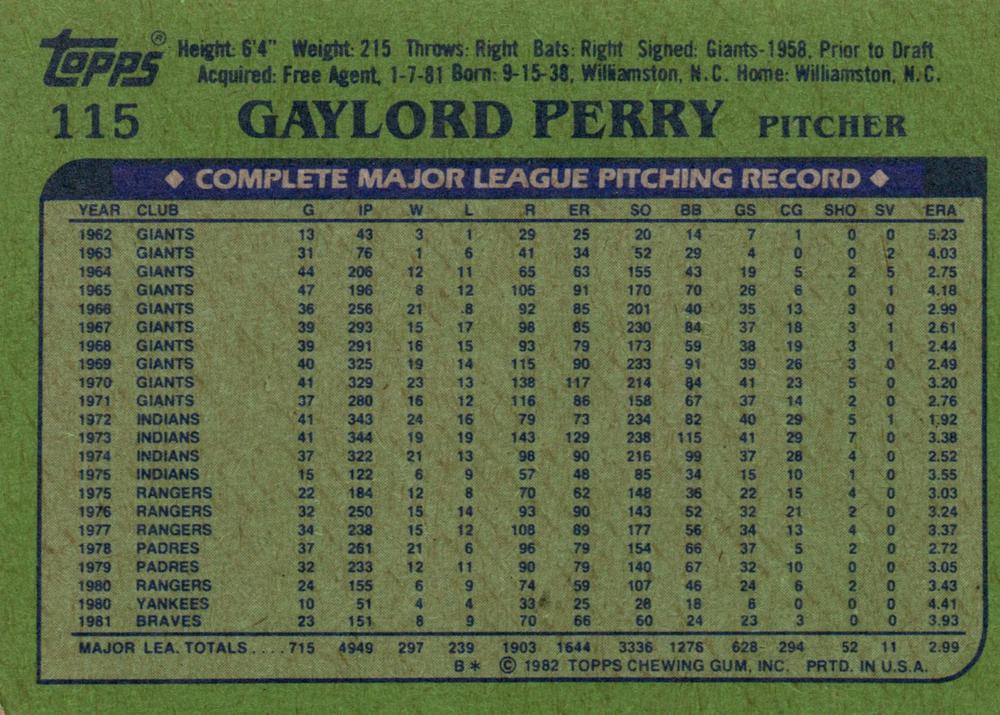 Topps® Height: 6'4" Weight: 215 Throws: Right Bats: Right Signed: Giants-1958, Prior to Draft
Acquired: Free Agent, 1-7-81 Born: 9-15-38, Williamston, N.C. Home: Williamston, N.C.
115 GAYLORD PERRY PITCHER
◆ COMPLETE MAJOR LEAGUE PITCHING RECORD ◆
YEAR CLUB G IP W L R ER SO BB GS CG SHO SV ERA
1962 GIANTS 13 43 3 1 29 25 20 14 7 1 0 0 5.23
1963 GIANTS 31 76 1 6 41 34 52 29 4 0 0 2 4.03
1964 GIANTS 44 206 12 11 65 63 155 43 19 5 2 5 2.75
1965 GIANTS 47 196 8 12 105 91 170 70 26 6 0 1 4.18
1966 GIANTS 36 256 21 8 92 85 201 40 35 13 3 0 2.99
1967 GIANTS 39 293 15 17 98 85 230 84 37 18 3 1 2.61
1968 GIANTS 39 291 16 15 93 79 173 59 38 19 3 1 2.44
1969 GIANTS 40 325 19 14 115 90 233 91 39 26 3 0 2.49
1970 GIANTS 41 329 23 13 138 117 214 84 41 23 5 0 3.20
1971 GIANTS 37 280 16 12 116 86 158 67 37 14 2 0 2.76
1972 INDIANS 41 343 24 16 79 73 234 82 40 29 5 1 1.92
1973 INDIANS 41 344 19 19 143 129 238 115 41 29 7 0 3.38
1974 INDIANS 37 322 21 13 98 90 216 99 37 28 4 0 2.52
1975 INDIANS 15 122 6 9 57 48 85 34 15 10 1 0 3.55
1975 RANGERS 22 184 12 8 70 62 148 36 22 15 4 0 3.03
1976 RANGERS 32 250 15 14 93 90 143 52 32 21 2 0 3.24
1977 RANGERS 34 238 15 12 108 89 177 56 34 13 4 0 3.37
1978 PADRES 37 261 21 6 96 79 154 66 37 5 2 0 2.72
1979 PADRES 32 233 12 11 90 79 140 67 32 10 0 0 3.05
1980 RANGERS 24 155 6 9 74 59 107 46 24 6 2 0 3.43
1980 YANKEES 10 51 4 4 33 25 28 18 6 0 0 0 4.41
1981 BRAVES 23 151 8 9 70 66 60 24 23 3 0 0 3.93
MAJOR LEA. TOTALS....715 4949 297 239 1903 1644 3336 1276 628 294 52 11 2.99
B* © 1982 TOPPS CHEWING GUM, INC. PRTD. IN U.S.A.